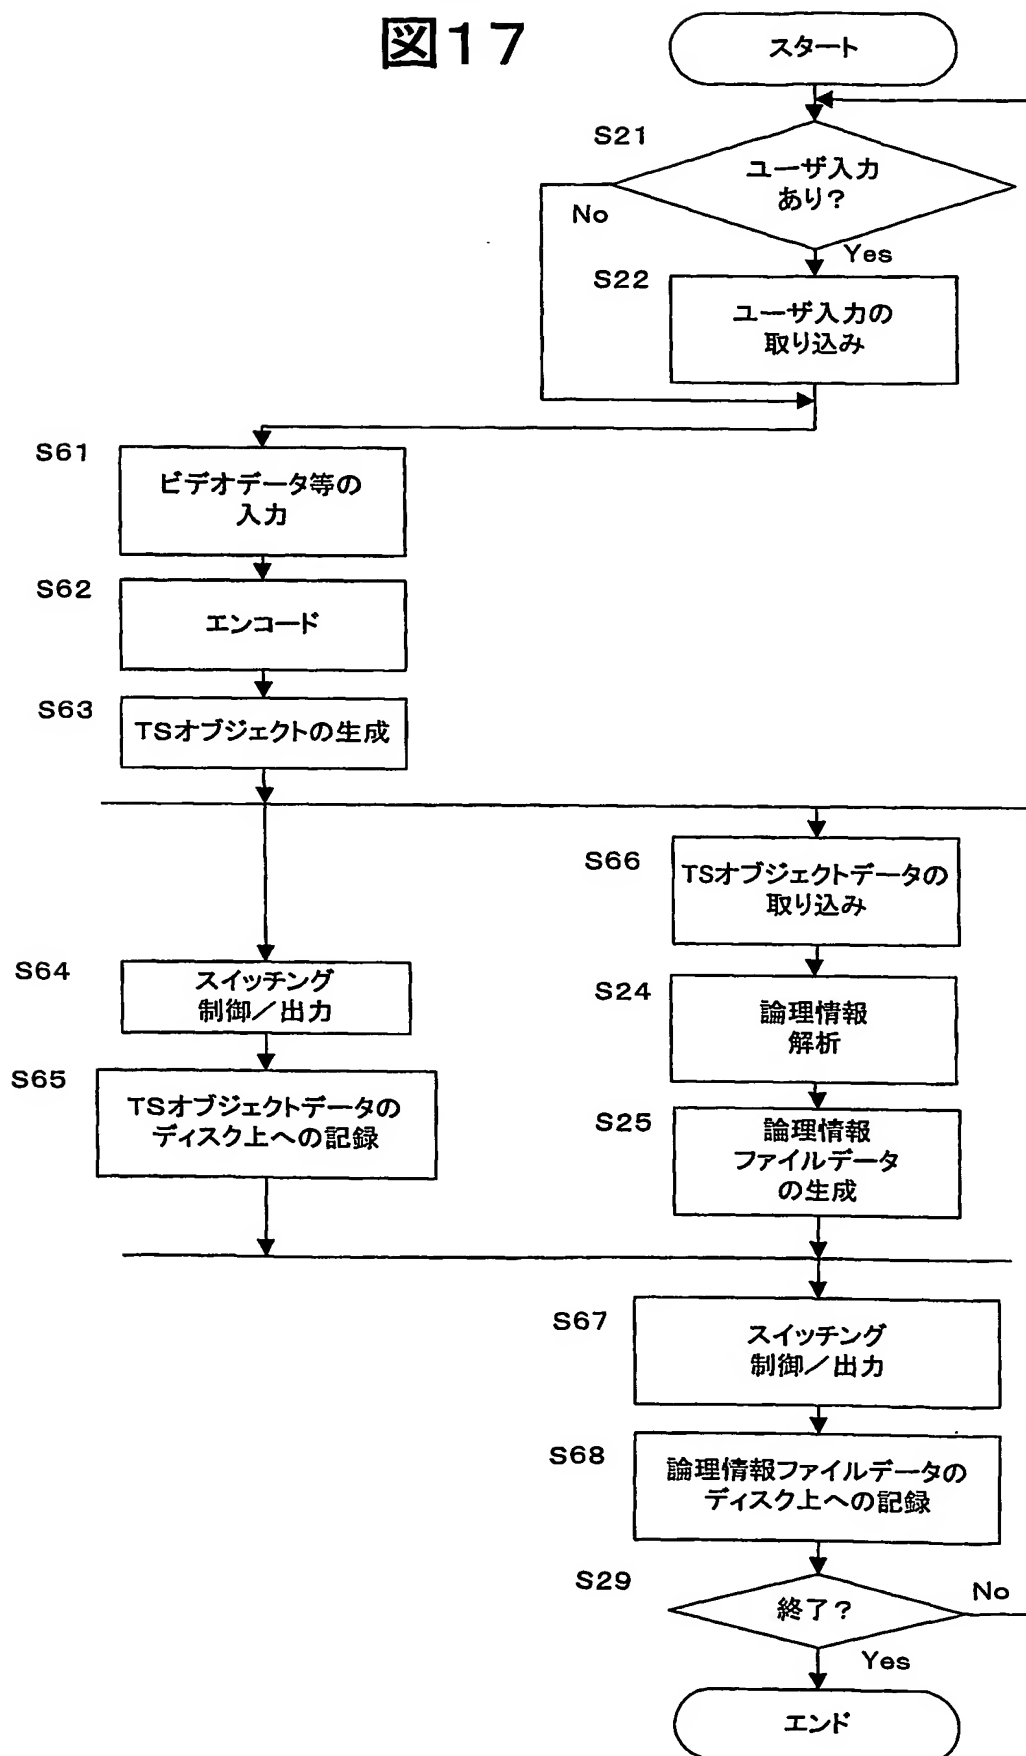 図17
スタート
S21
ユーザ入力
あり?
No
Yes
S22
ユーザ入力の
取り込み
S61
ビデオデータ等の
入力
S62
エンコード
S63
TSオブジェクトの生成
S66
TSオブジェクトデータの
取り込み
S64
スイッチング
制御/出力
S24
論理情報
解析
S65
TSオブジェクトデータの
ディスク上への記録
S25
論理情報
ファイルデータ
の生成
S67
スイッチング
制御/出力
S68
論理情報ファイルデータの
ディスク上への記録
S29
終了?
No
Yes
エンド